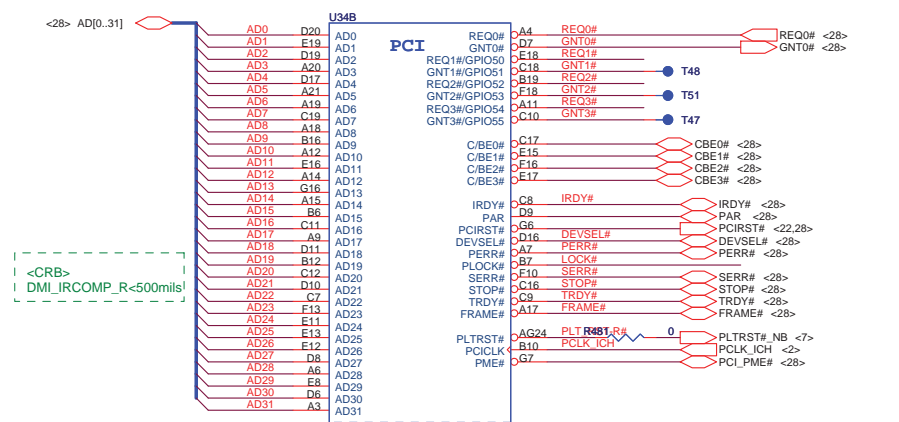 U34B
<28> AD[0..31]
PCI
AD0 D20 AD0
AD1 E19 AD1
AD2 D19 AD2
AD3 A20 AD3
AD4 D17 AD4
AD5 A21 AD5
AD6 A19 AD6
AD7 C19 AD7
AD8 A18 AD8
AD9 B16 AD9
AD10 A12 AD10
AD11 E16 AD11
AD12 A14 AD12
AD13 G16 AD13
AD14 A15 AD14
AD15 B6 AD15
AD16 C11 AD16
AD17 A9 AD17
AD18 D11 AD18
AD19 B12 AD19
AD20 C12 AD20
AD21 D10 AD21
AD22 C7 AD22
AD23 F13 AD23
AD24 E11 AD24
AD25 E13 AD25
AD26 E12 AD26
AD27 D8 AD27
AD28 A6 AD28
AD29 E8 AD29
AD30 D6 AD30
AD31 A3 AD31
<CRB>
DMI_IRCOMP_R<500mils
REQ0# A4 REQ0# REQ0# <28>
GNT0# D7 GNT0# GNT0# <28>
REQ1#/GPIO50 E18 REQ1#
GNT1#/GPIO51 C18 GNT1# T48
REQ2#/GPIO52 B19 REQ2#
GNT2#/GPIO53 F18 GNT2# T51
REQ3#/GPIO54 A11 REQ3#
GNT3#/GPIO55 C10 GNT3# T47
C/BE0# C17 CBE0# <28>
C/BE1# E15 CBE1# <28>
C/BE2# F16 CBE2# <28>
C/BE3# E17 CBE3# <28>
IRDY# C8 IRDY# IRDY# <28>
PAR D9 PAR <28>
PCIRST# G6 PCIRST# <22,28>
DEVSEL# D16 DEVSEL# DEVSEL# <28>
PERR# A7 PERR# PERR# <28>
PLOCK# B7 LOCK#
SERR# F10 SERR# SERR# <28>
STOP# C16 STOP# STOP# <28>
TRDY# C9 TRDY# TRDY# <28>
FRAME# A17 FRAME# FRAME# <28>
PLTRST# AG24 R481 0 PLTRST#_NB <7>
PCICLK B10 PCLK_ICH PCLK_ICH <2>
PME# G7 PCI_PME# <28>